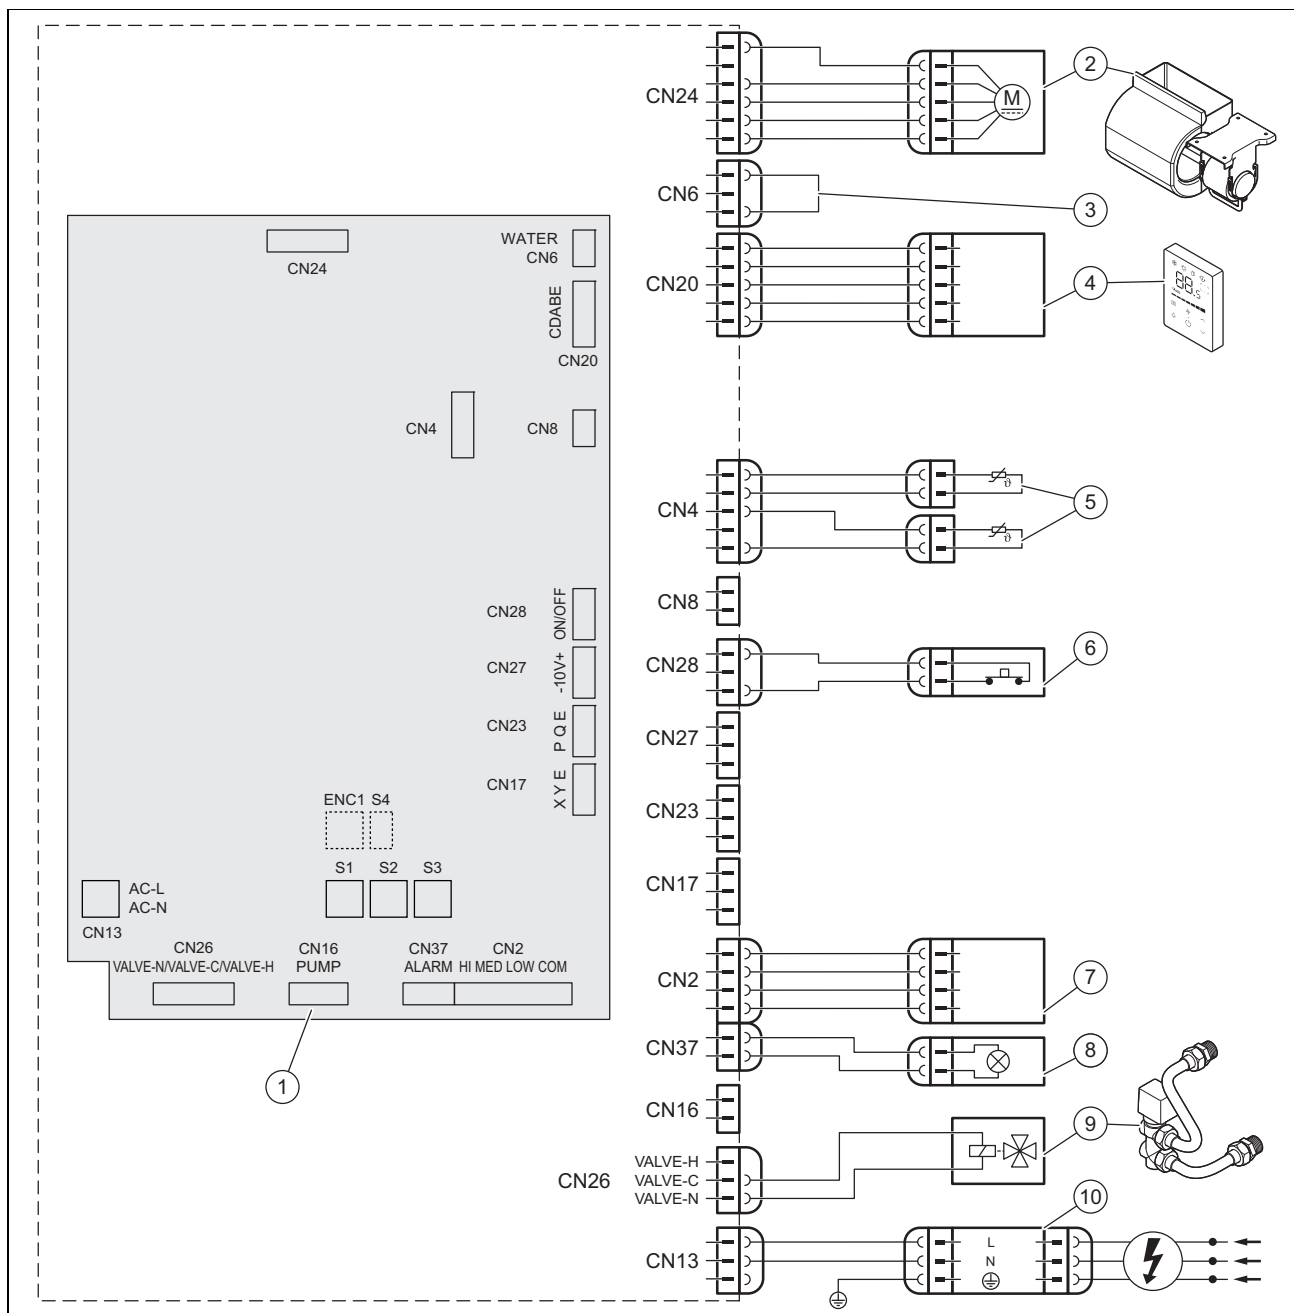 CN24
M
2
CN6
3
CN20
4
88.5
WATER
CN6
CN24
CDABE
CN20
CN4
CN8
CN4
ϑ
ϑ
5
CN8
CN28
ON/OFF
CN28
6
CN27
-10V+
CN27
CN23
P Q E
CN23
CN17
X Y E
CN17
ENC1 S4
S1 S2 S3
AC-L
AC-N
CN13
CN26
VALVE-N/VALVE-C/VALVE-H
CN16
PUMP
CN37
ALARM
CN2
HI MED LOW COM
1
CN2
7
CN37
8
CN16
9
CN26
VALVE-H
VALVE-C
VALVE-N
10
CN13
L
N